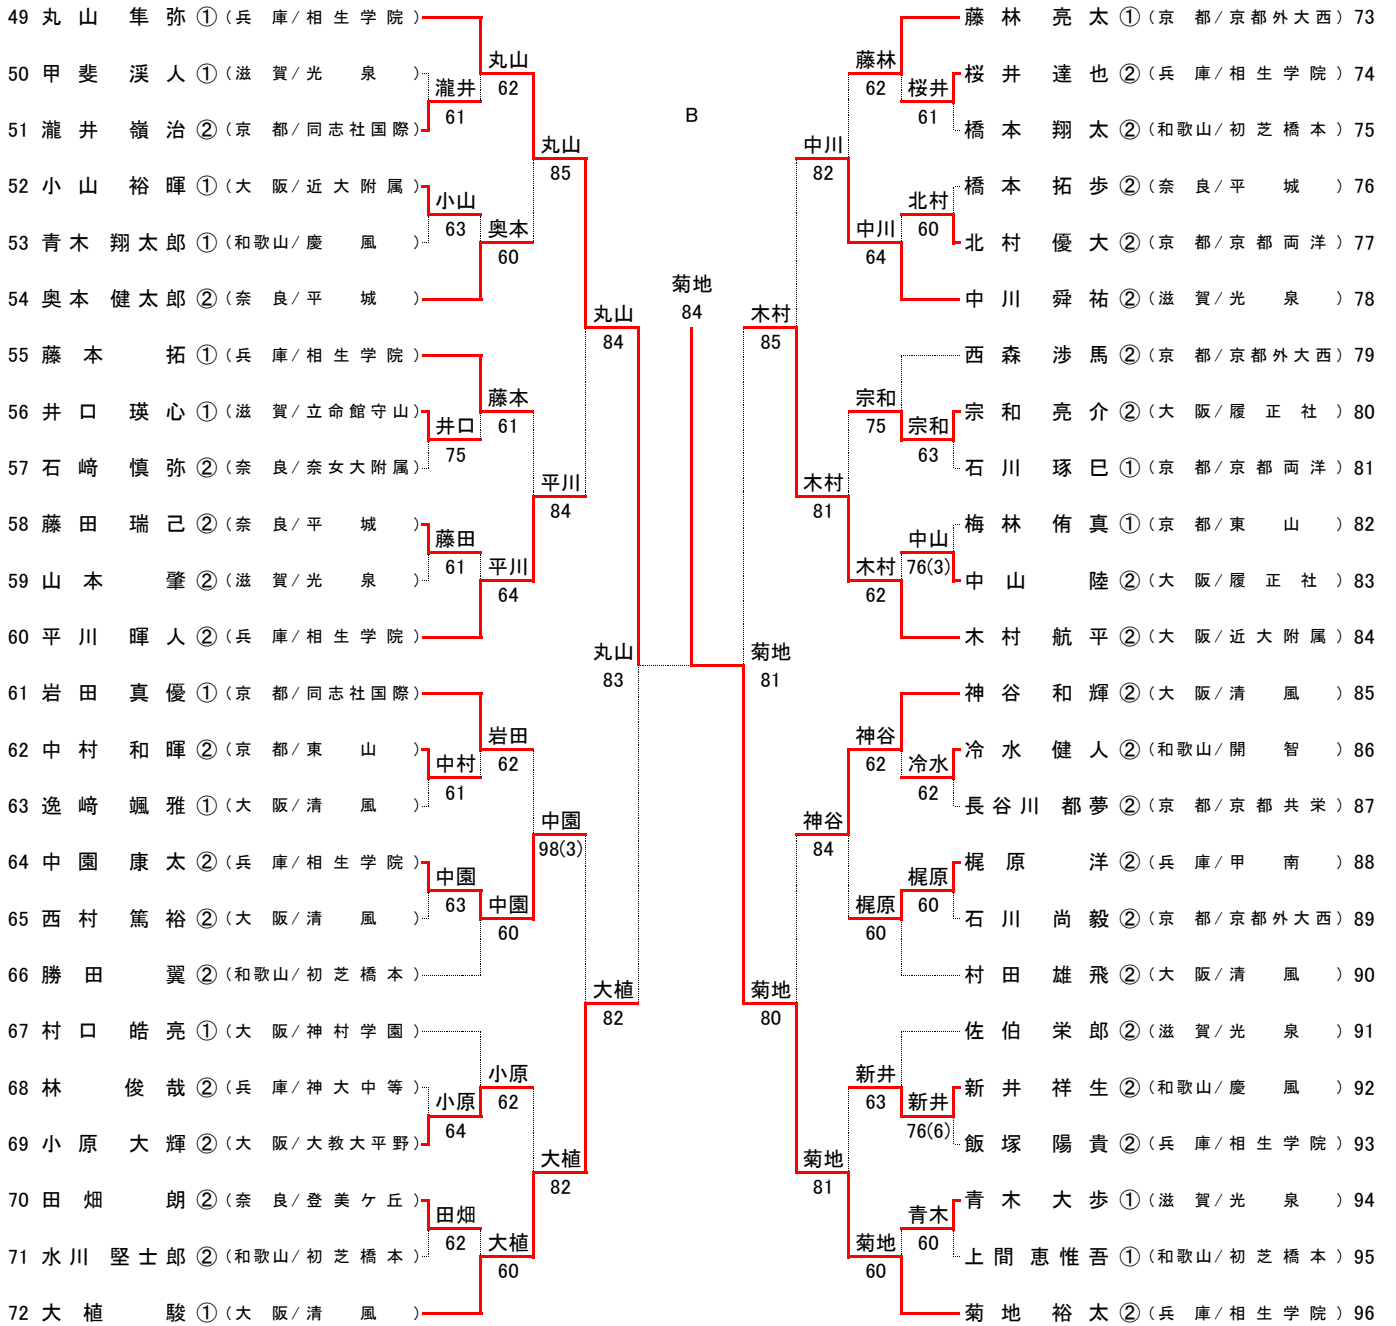 49 丸山 隼弥 ① (兵庫/相生学院)
50 甲斐 渓人 ① (滋賀/光泉)
51 瀧井 嶺治 ② (京都/同志社国際)
52 小山 裕暉 ① (大阪/近大附属)
53 青木 翔太郎 ① (和歌山/慶風)
54 奥本 健太郎 ② (奈良/平城)
55 藤本 拓 ① (兵庫/相生学院)
56 井口 瑛心 ① (滋賀/立命館守山)
57 石﨑 慎弥 ② (奈良/奈女大附属)
58 藤田 瑞己 ② (奈良/平城)
59 山本 肇 ② (滋賀/光泉)
60 平川 暉人 ② (兵庫/相生学院)
61 岩田 真優 ① (京都/同志社国際)
62 中村 和暉 ② (京都/東山)
63 逸﨑 颯雅 ① (大阪/清風)
64 中園 康太 ② (兵庫/相生学院)
65 西村 篤裕 ② (大阪/清風)
66 勝田 翼 ② (和歌山/初芝橋本)
67 村口 皓亮 ① (大阪/神村学園)
68 林 俊哉 ② (兵庫/神大中等)
69 小原 大輝 ② (大阪/大教大平野)
70 田畑 朗 ② (奈良/登美ケ丘)
71 水川 堅士郎 ② (和歌山/初芝橋本)
72 大植 駿 ① (大阪/清風)
瀧井
61
小山
63
井口
75
藤田
61
中村
61
中園
63
小原
64
田畑
62
丸山
62
奥本
60
藤本
61
平川
64
岩田
62
中園
60
小原
62
大植
60
丸山
85
平川
84
中園
98(3)
大植
82
丸山
84
大植
82
丸山
83
B
菊地
84
菊地
81
木村
85
菊地
80
中川
82
木村
81
神谷
84
菊地
81
藤林
62
中川
64
宗和
75
木村
62
神谷
62
梶原
60
新井
63
菊地
60
桜井
61
北村
60
宗和
63
中山
76(3)
冷水
62
梶原
60
新井
76(6)
青木
60
藤林 亮太 ① (京都/京都外大西) 73
桜井 達也 ② (兵庫/相生学院) 74
橋本 翔太 ② (和歌山/初芝橋本) 75
橋本 拓歩 ② (奈良/平城) 76
北村 優大 ② (京都/京都両洋) 77
中川 舜祐 ② (滋賀/光泉) 78
西森 渉馬 ② (京都/京都外大西) 79
宗和 亮介 ② (大阪/履正社) 80
石川 琢巳 ① (京都/京都両洋) 81
梅林 侑真 ① (京都/東山) 82
中山 陸 ② (大阪/履正社) 83
木村 航平 ② (大阪/近大附属) 84
神谷 和輝 ② (大阪/清風) 85
冷水 健人 ② (和歌山/開智) 86
長谷川 都夢 ② (京都/京都共栄) 87
梶原 洋 ② (兵庫/甲南) 88
石川 尚毅 ② (京都/京都外大西) 89
村田 雄飛 ② (大阪/清風) 90
佐伯 栄郎 ② (滋賀/光泉) 91
新井 祥生 ② (和歌山/慶風) 92
飯塚 陽貴 ② (兵庫/相生学院) 93
青木 大歩 ① (滋賀/光泉) 94
上間 恵惟吾 ① (和歌山/初芝橋本) 95
菊地 裕太 ② (兵庫/相生学院) 96